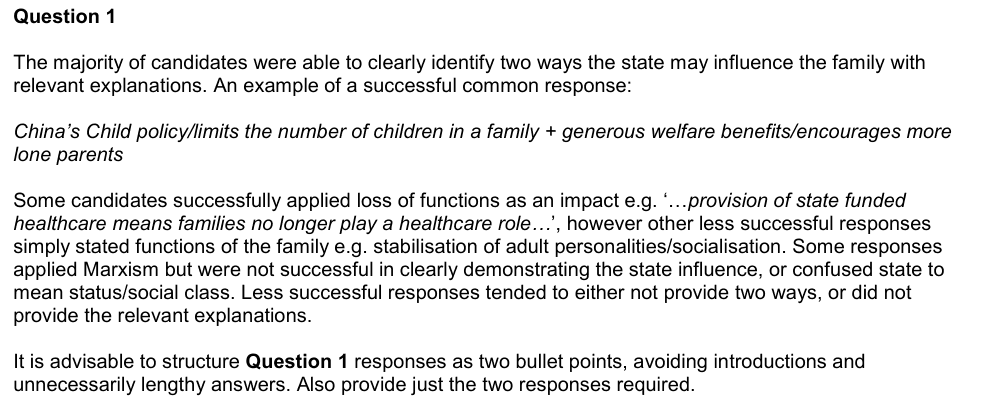 Question 1
The majority of candidates were able to clearly identify two ways the state may influence the family with
relevant explanations. An example of a successful common response:
China's Child policy/limits the number of children in a family + generous welfare benefits/encourages more
lone parents
Some candidates successfully applied loss of functions as an impact e.g. '…provision of state funded
healthcare means families no longer play a healthcare role…', however other less successful responses
simply stated functions of the family e.g. stabilisation of adult personalities/socialisation. Some responses
applied Marxism but were not successful in clearly demonstrating the state influence, or confused state to
mean status/social class. Less successful responses tended to either not provide two ways, or did not
provide the relevant explanations.
It is advisable to structure Question 1 responses as two bullet points, avoiding introductions and
unnecessarily lengthy answers. Also provide just the two responses required.